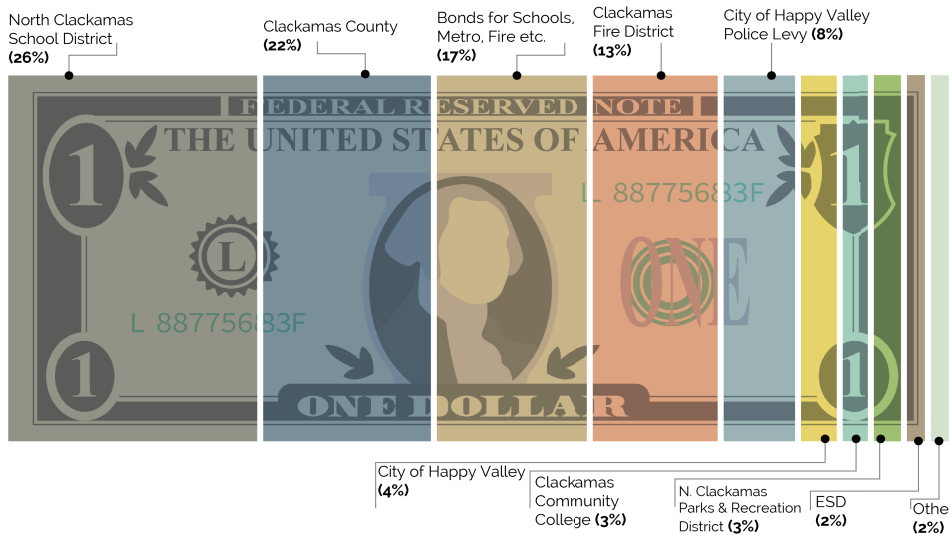 North Clackamas
School District
(26%)
Clackamas County
(22%)
Bonds for Schools,
Metro, Fire etc.
(17%)
Clackamas
Fire District
(13%)
City of Happy Valley
Police Levy (8%)
FEDERAL RESERVED NOTE
THE UNITED STATES OF AMERICA
1
1
L 88775683F
L
ONE
L 88775683F
1
1
ONE DOLLAR
City of Happy Valley
(4%)
Clackamas
Community
College (3%)
N. Clackamas
Parks & Recreation
District (3%)
ESD
(2%)
Othe
(2%)